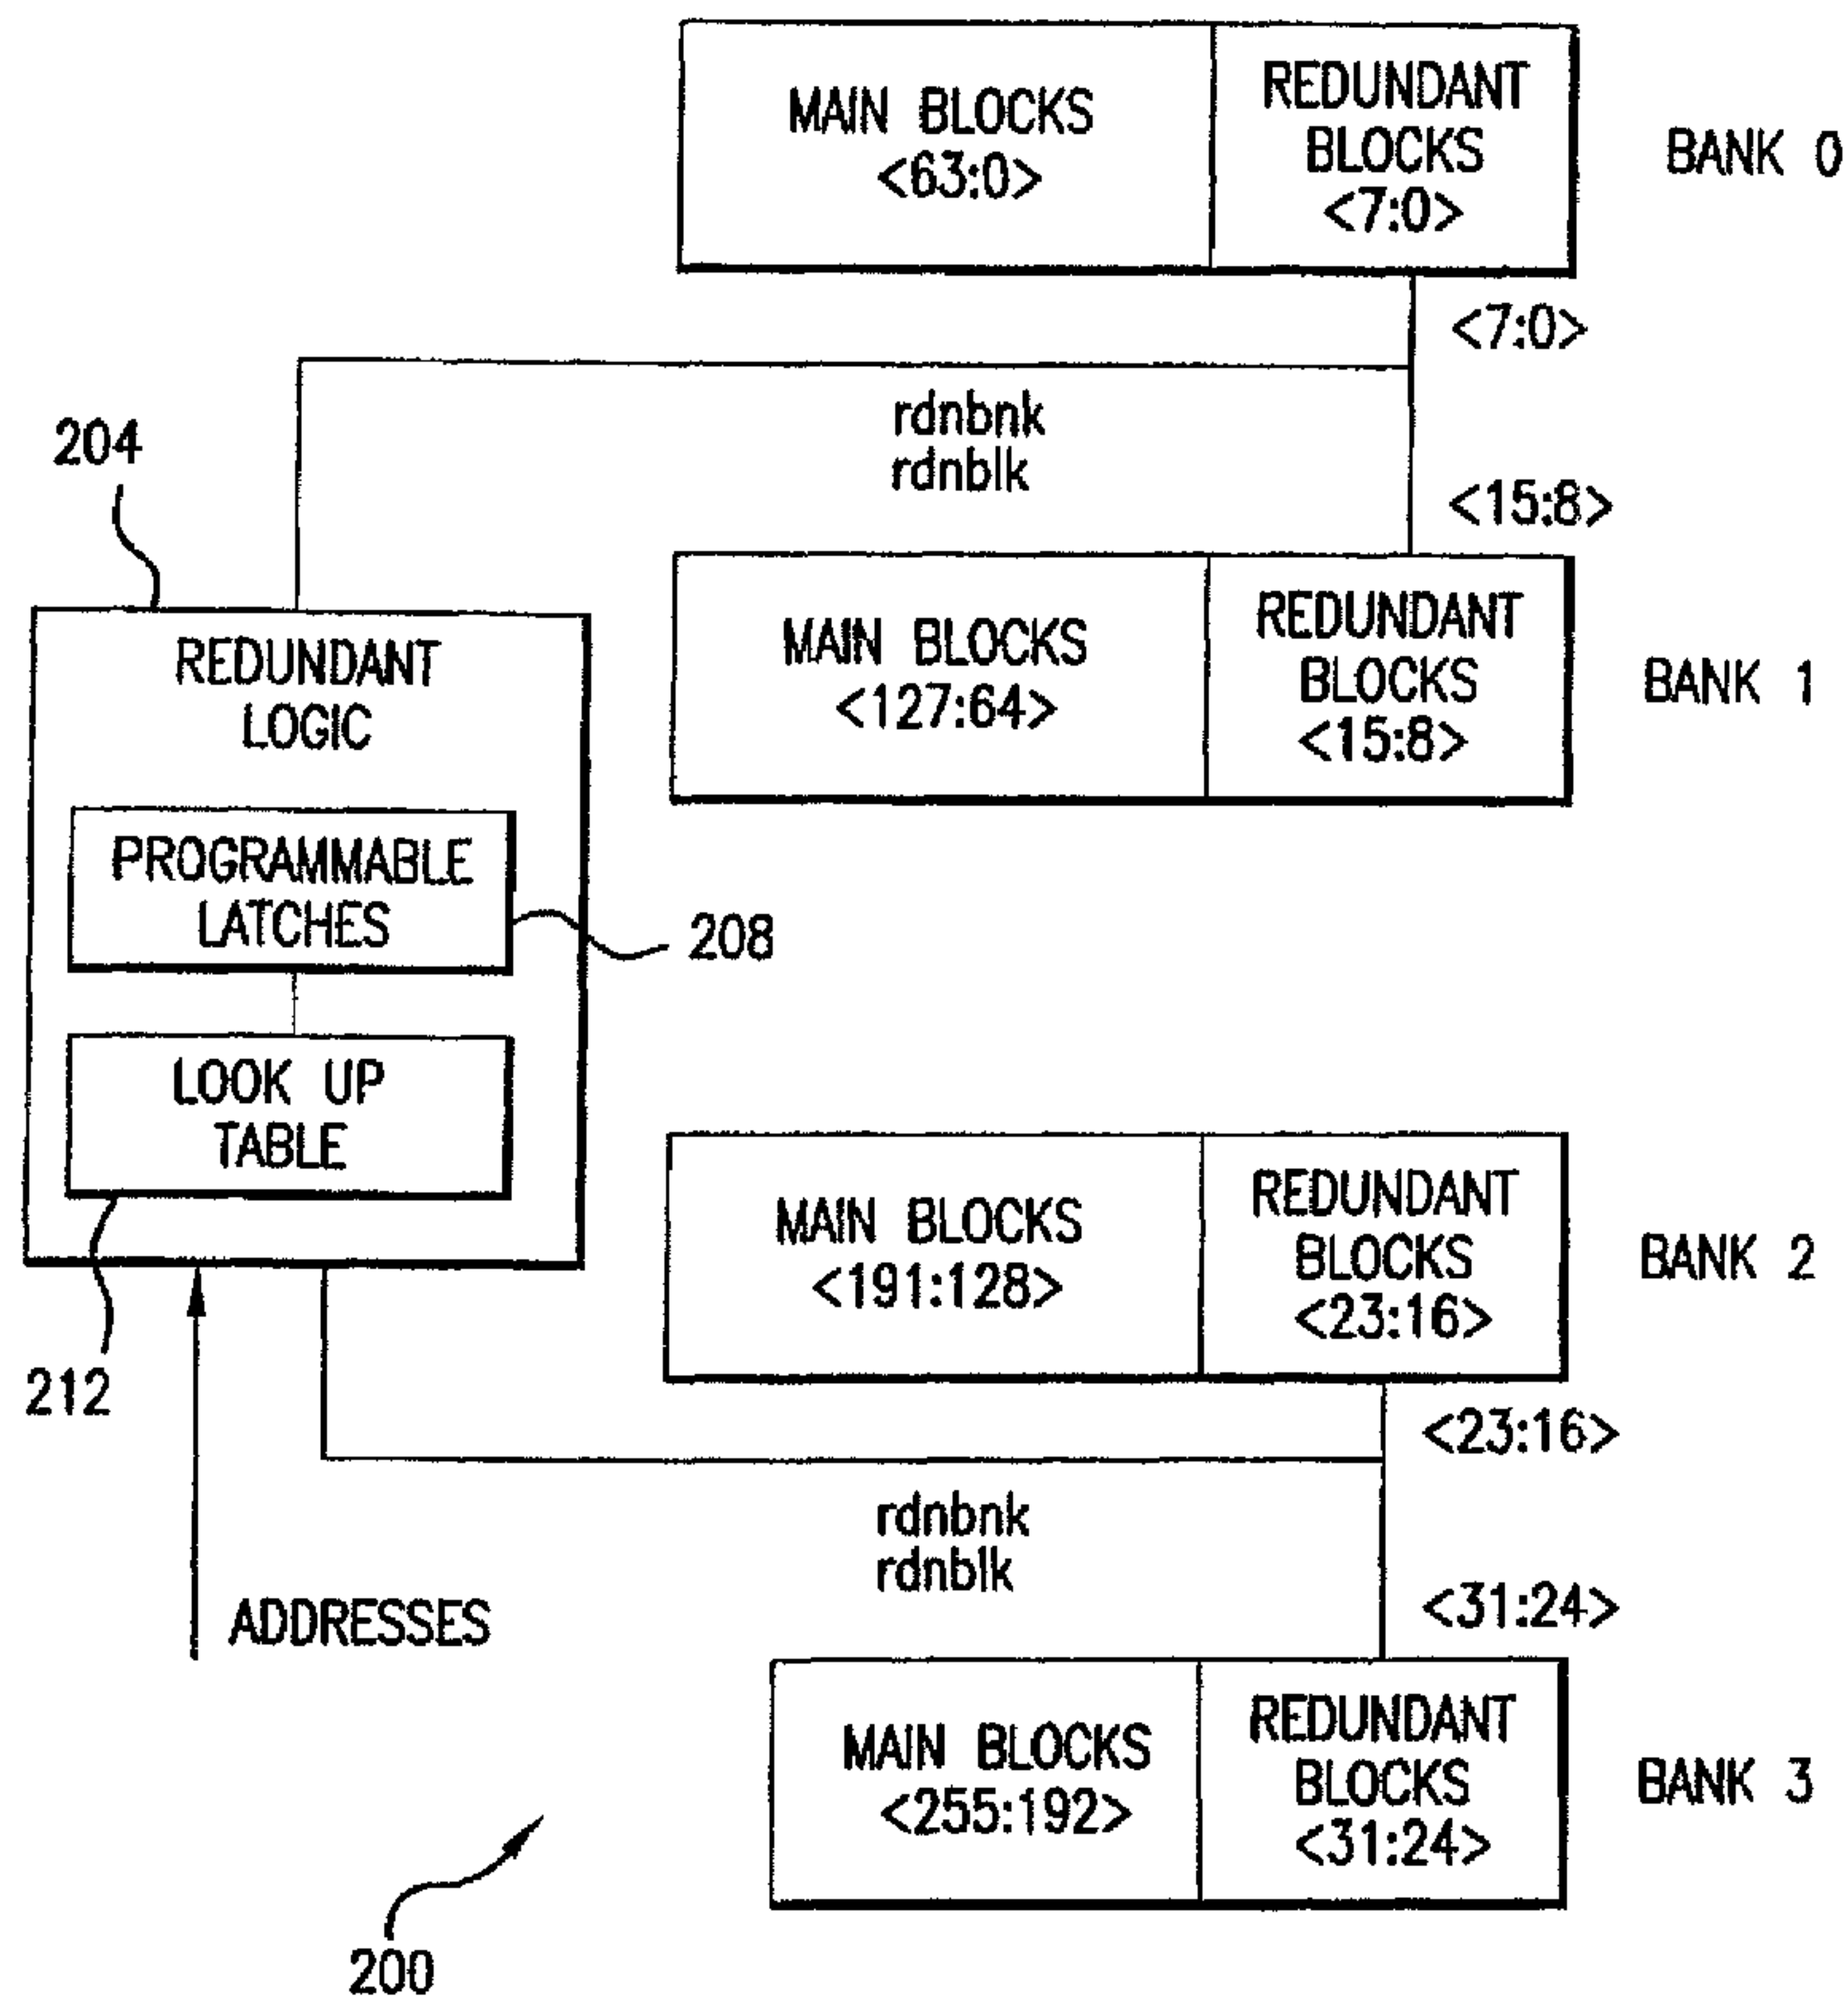 MAIN BLOCKS
<63:0>
REDUNDANT
BLOCKS
<7:0>
BANK 0
<7:0>
rdnbnk
rdnblk
204
<15:8>
MAIN BLOCKS
<127:64>
REDUNDANT
BLOCKS
<15:8>
BANK 1
REDUNDANT
LOGIC
PROGRAMMABLE
LATCHES
208
LOOK UP
TABLE
212
MAIN BLOCKS
<191:128>
REDUNDANT
BLOCKS
<23:16>
BANK 2
<23:16>
rdnbnk
rdnblk
<31:24>
ADDRESSES
MAIN BLOCKS
<255:192>
REDUNDANT
BLOCKS
<31:24>
BANK 3
200